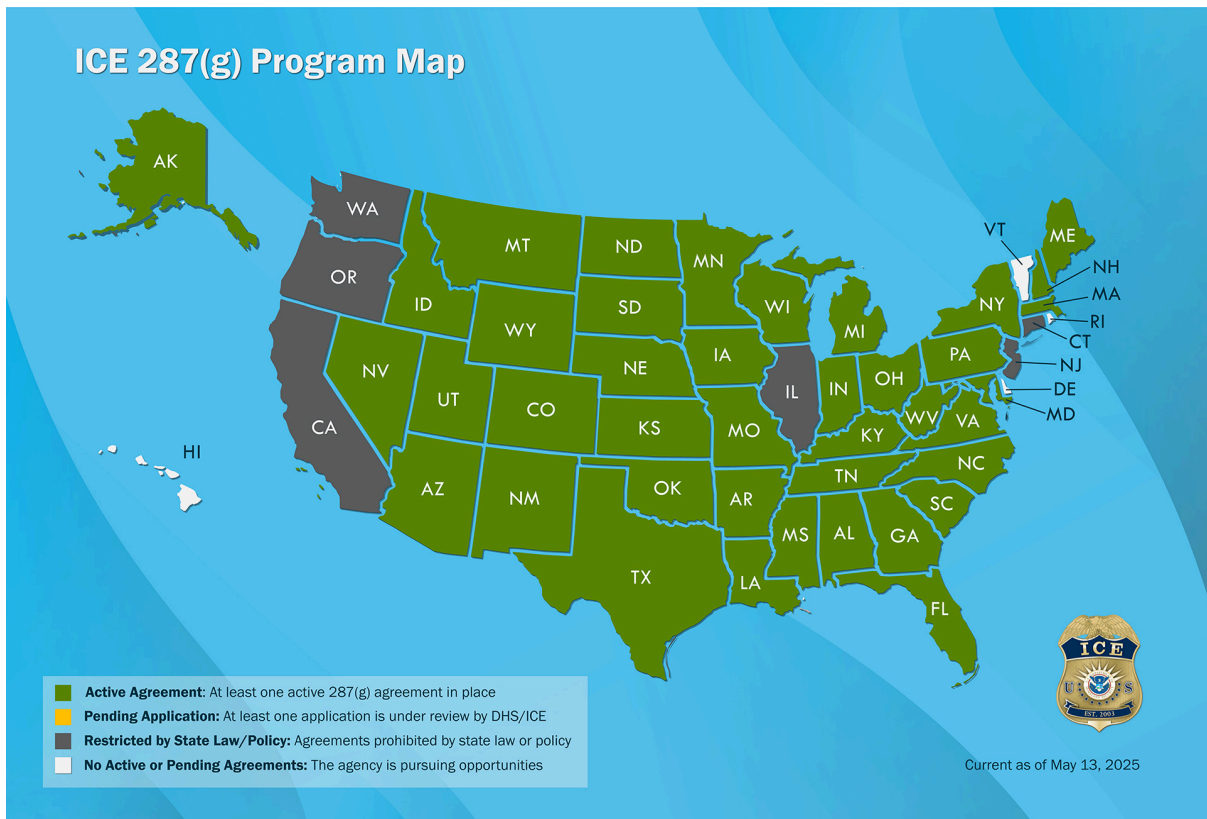 ICE 287(g) Program Map
AK
WA
OR
CA
HI
MT
ID
NV
WY
UT
AZ
CO
NM
ND
SD
NE
KS
OK
TX
MN
IA
MO
AR
LA
WI
IL
MI
IN
OH
KY
TN
MS
AL
GA
FL
SC
NC
VA
WV
PA
NY
VT
ME
NH
MA
RI
CT
NJ
DE
MD
Active Agreement: At least one active 287(g) agreement in place
Pending Application: At least one application is under review by DHS/ICE
Restricted by State Law/Policy: Agreements prohibited by state law or policy
No Active or Pending Agreements: The agency is pursuing opportunities
ICE
U S
EST. 2003
Current as of May 13, 2025